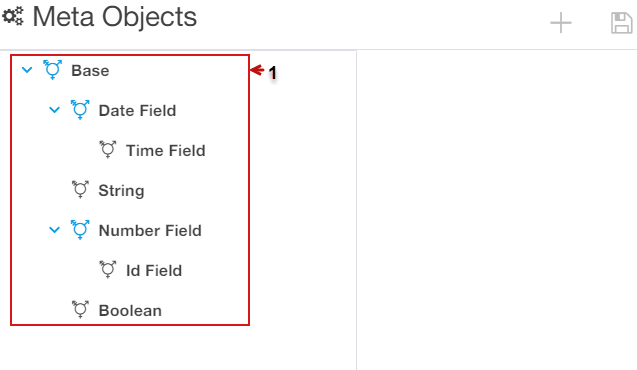 Meta Objects
Base
1
Date Field
Time Field
String
Number Field
Id Field
Boolean